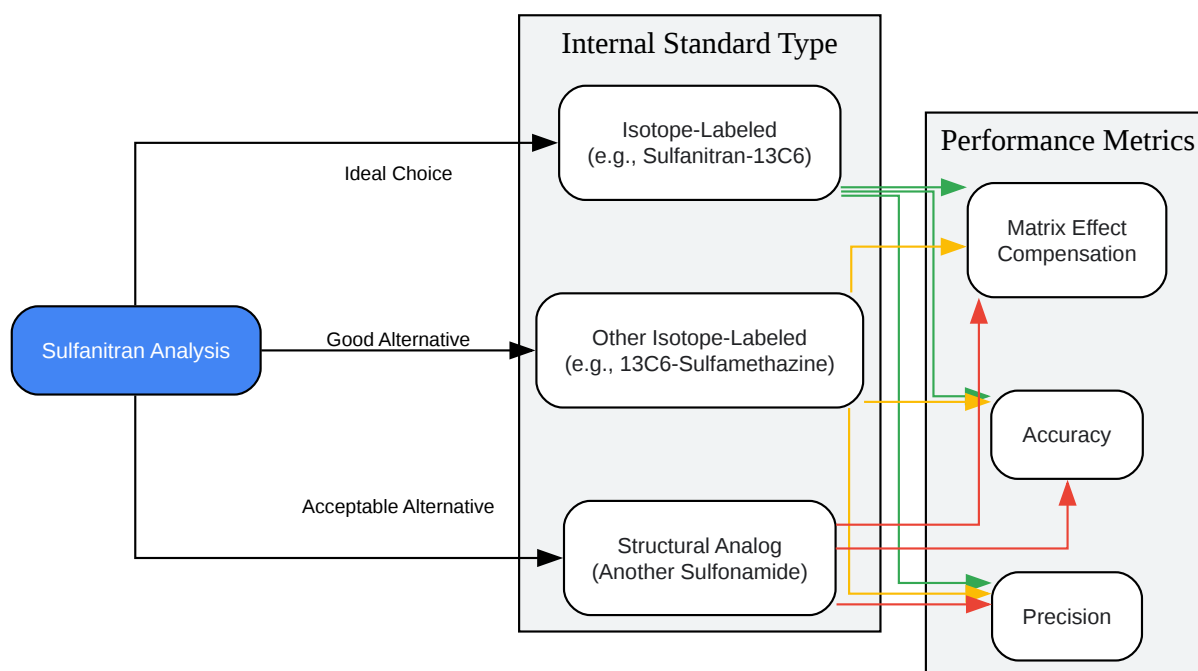 Internal Standard Type
Isotope-Labeled
(e.g., Sulfanitran-13C6)
Performance Metrics
Ideal Choice
Matrix Effect
Compensation
Sulfanitran Analysis
Good Alternative
Other Isotope-Labeled
(e.g., 13C6-Sulfamethazine)
Accuracy
Acceptable Alternative
Structural Analog
(Another Sulfonamide)
Precision